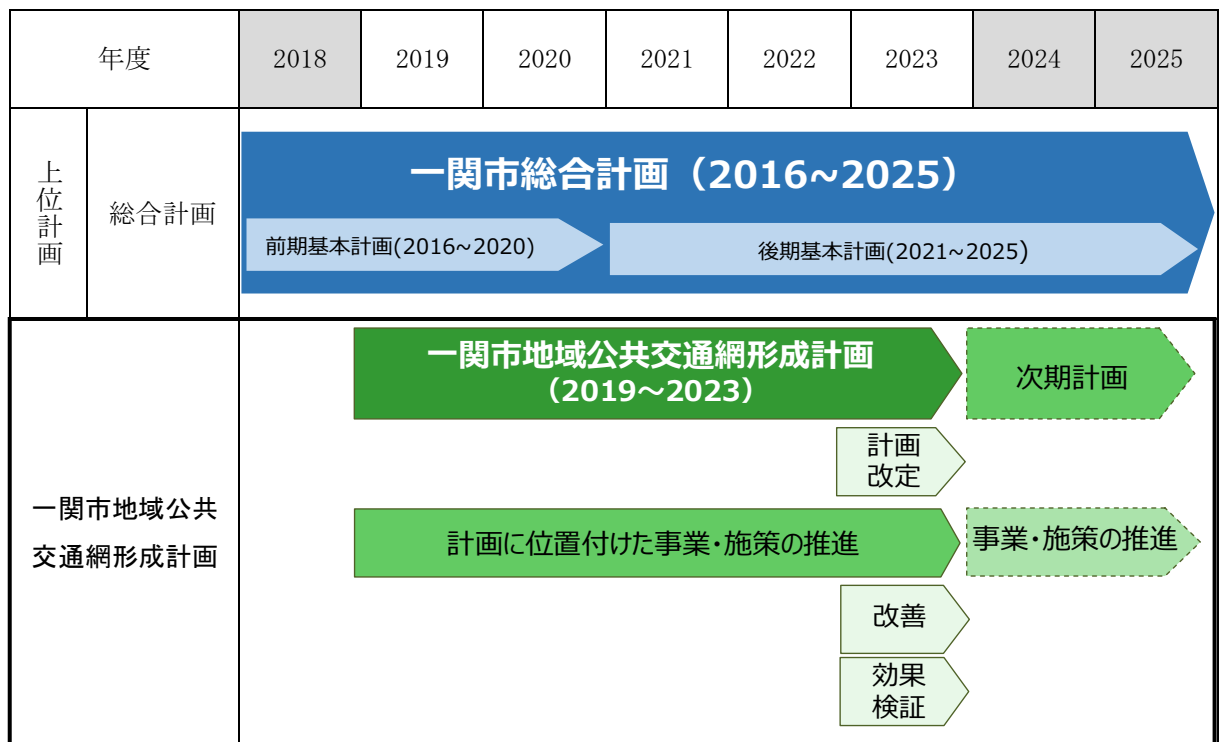 年度
2018
2019
2020
2021
2022
2023
2024
2025
上位計画
総合計画
一関市総合計画（2016~2025）
前期基本計画(2016~2020)
後期基本計画(2021~2025)
一関市地域公共
交通網形成計画
一関市地域公共交通網形成計画
（2019～2023）
次期計画
計画
改定
計画に位置付けた事業・施策の推進
事業・施策の推進
改善
効果
検証